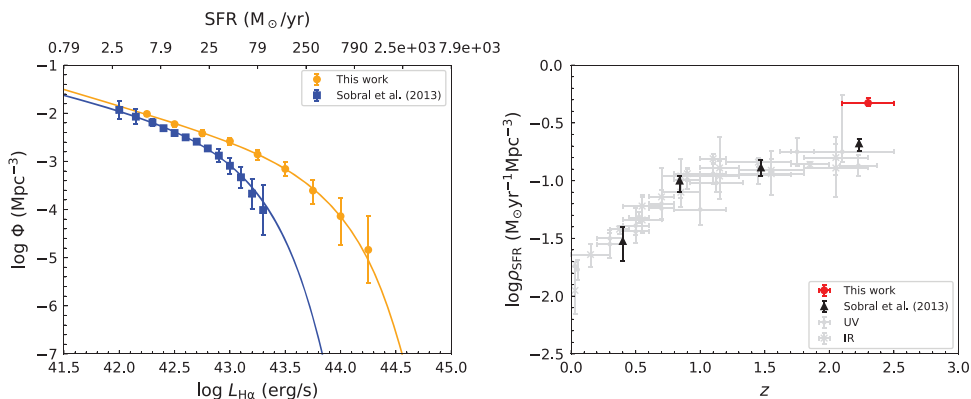 SFR (M⊙/yr)
0.79 2.5 7.9 25 79 250 790 2.5e+03 7.9e+03
−1
−2
−3
−4
−5
−6
−7
log Φ (Mpc⁻³)
This work
Sobral et al. (2013)
41.5 42.0 42.5 43.0 43.5 44.0 44.5 45.0
log L_Hα (erg/s)
0.0
−0.5
−1.0
−1.5
−2.0
−2.5
logρ_SFR (M⊙yr⁻¹Mpc⁻³)
This work
Sobral et al. (2013)
UV
IR
0.0 0.5 1.0 1.5 2.0 2.5 3.0
z